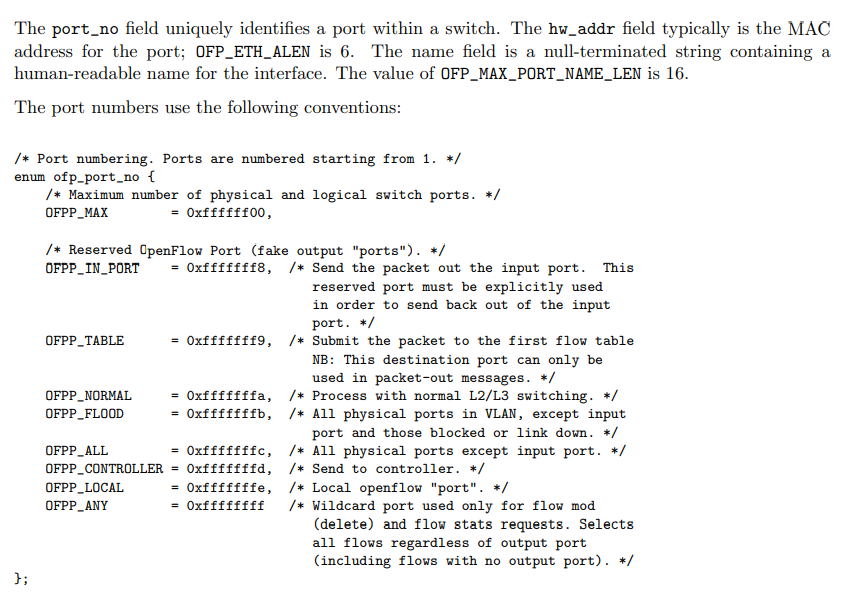 The port_no field uniquely identifies a port within a switch. The hw_addr field typically is the MAC
address for the port; OFP_ETH_ALEN is 6. The name field is a null-terminated string containing a
human-readable name for the interface. The value of OFP_MAX_PORT_NAME_LEN is 16.
The port numbers use the following conventions:
/* Port numbering. Ports are numbered starting from 1. */
enum ofp_port_no {
/* Maximum number of physical and logical switch ports. */
OFPP_MAX = 0xffffff00,
/* Reserved OpenFlow Port (fake output "ports"). */
OFPP_IN_PORT = 0xfffffff8, /* Send the packet out the input port. This
reserved port must be explicitly used
in order to send back out of the input
port. */
OFPP_TABLE = 0xfffffff9, /* Submit the packet to the first flow table
NB: This destination port can only be
used in packet-out messages. */
OFPP_NORMAL = 0xfffffffa, /* Process with normal L2/L3 switching. */
OFPP_FLOOD = 0xfffffffb, /* All physical ports in VLAN, except input
port and those blocked or link down. */
OFPP_ALL = 0xfffffffc, /* All physical ports except input port. */
OFPP_CONTROLLER = 0xfffffffd, /* Send to controller. */
OFPP_LOCAL = 0xfffffffe, /* Local openflow "port". */
OFPP_ANY = 0xffffffff /* Wildcard port used only for flow mod
(delete) and flow stats requests. Selects
all flows regardless of output port
(including flows with no output port). */
};